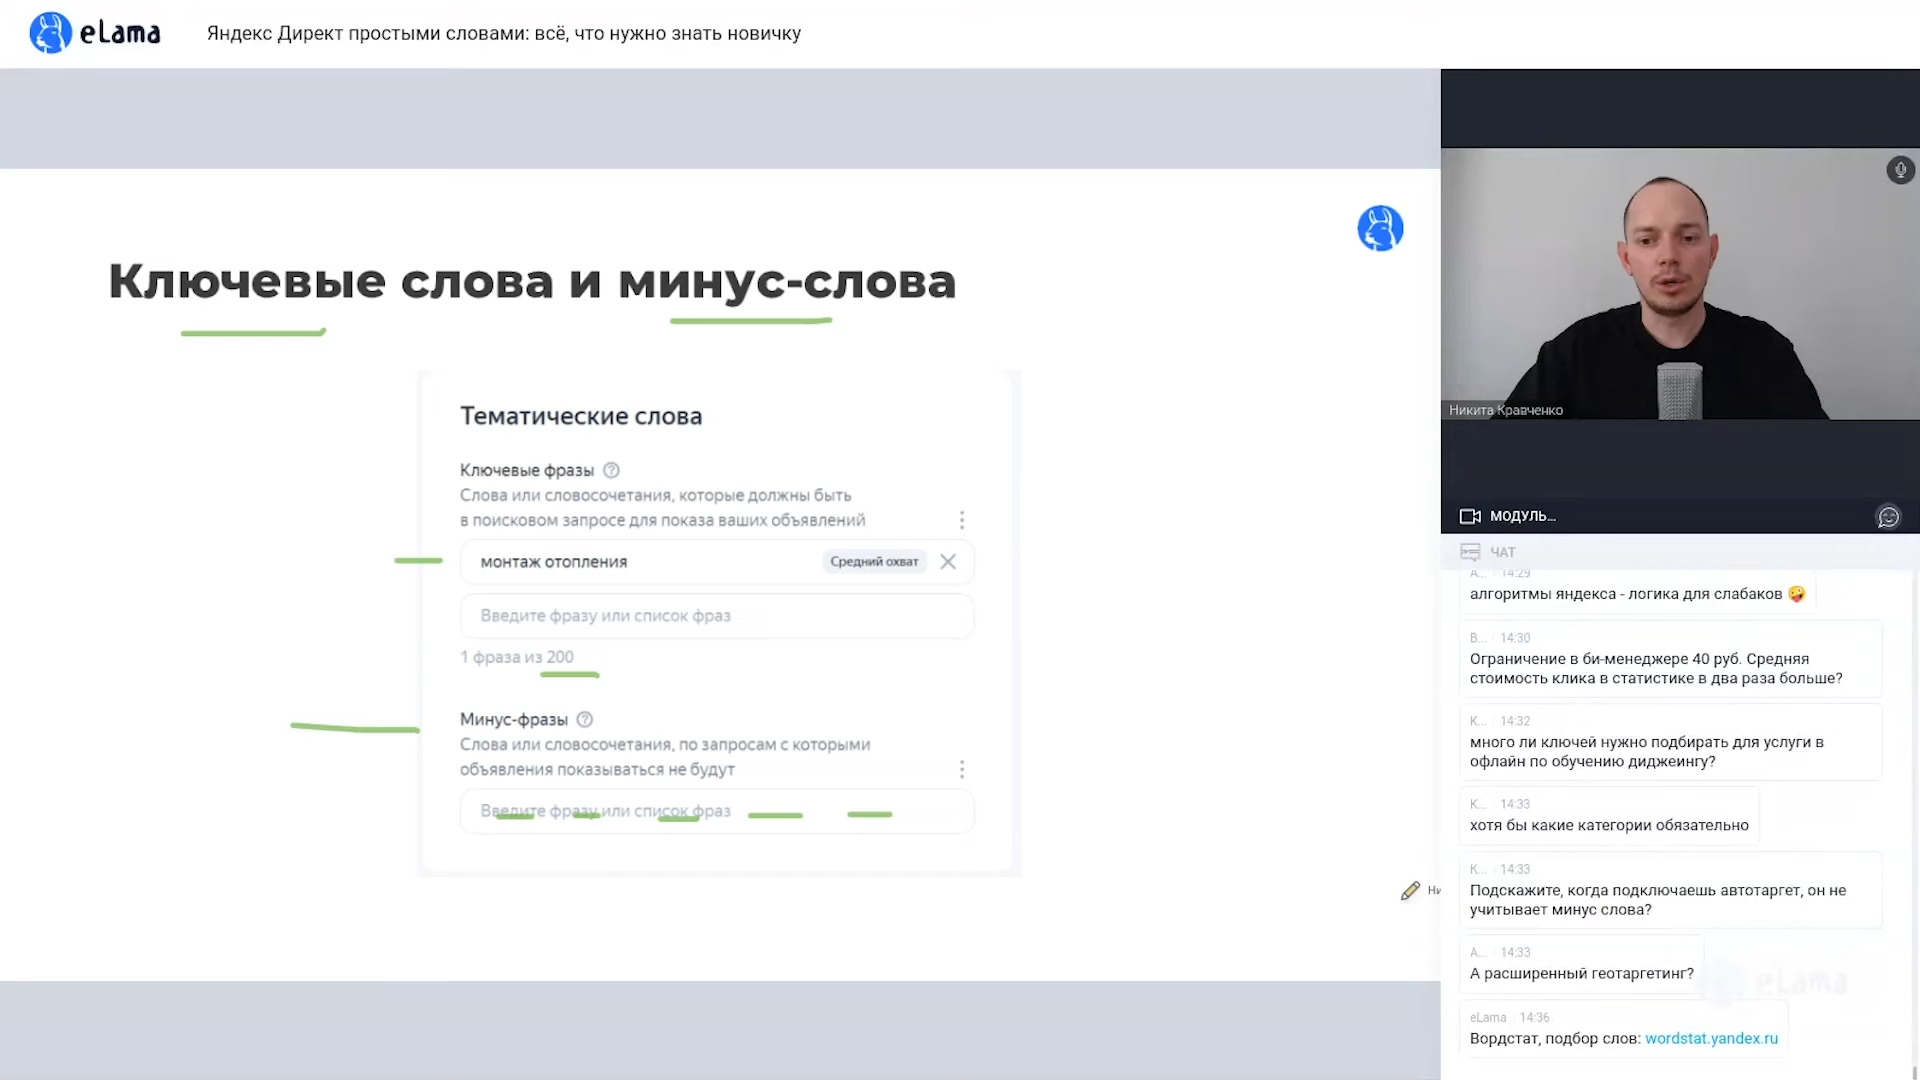 eLama
Яндекс Директ простыми словами: всё, что нужно знать новичку
Ключевые слова и минус-слова
Тематические слова
Ключевые фразы
Слова или словосочетания, которые должны быть
в поисковом запросе для показа ваших объявлений
монтаж отопления
Средний охват
Введите фразу или список фраз
1 фраза из 200
Минус-фразы
Слова или словосочетания, по запросам с которыми
объявления показываться не будут
Введите фразу или список фраз
Ни
Никита Кравченко
МОДУЛЬ...
ЧАТ
А... 14:29
алгоритмы яндекса - логика для слабаков 🤪
В... 14:30
Ограничение в би-менеджере 40 руб. Средняя
стоимость клика в статистике в два раза больше?
К... 14:32
много ли ключей нужно подбирать для услуги в
офлайн по обучению диджеингу?
К... 14:33
хотя бы какие категории обязательно
К... 14:33
Подскажите, когда подключаешь автотаргет, он не
учитывает минус слова?
А... 14:33
А расширенный геотаргетинг?
eLama
eLama 14:36
Вордстат, подбор слов: wordstat.yandex.ru